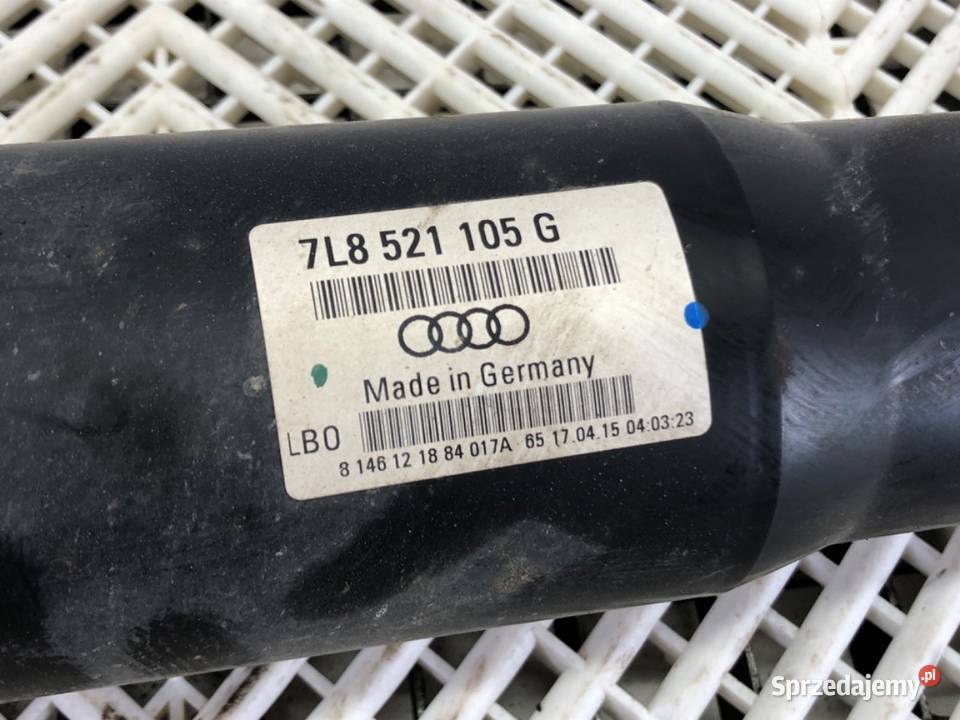 7L8 521 105 G
Made in Germany
LB0
8 146 12 18 84 017A 65 17.04.15 04:03:23
Sprzedajemy.pl